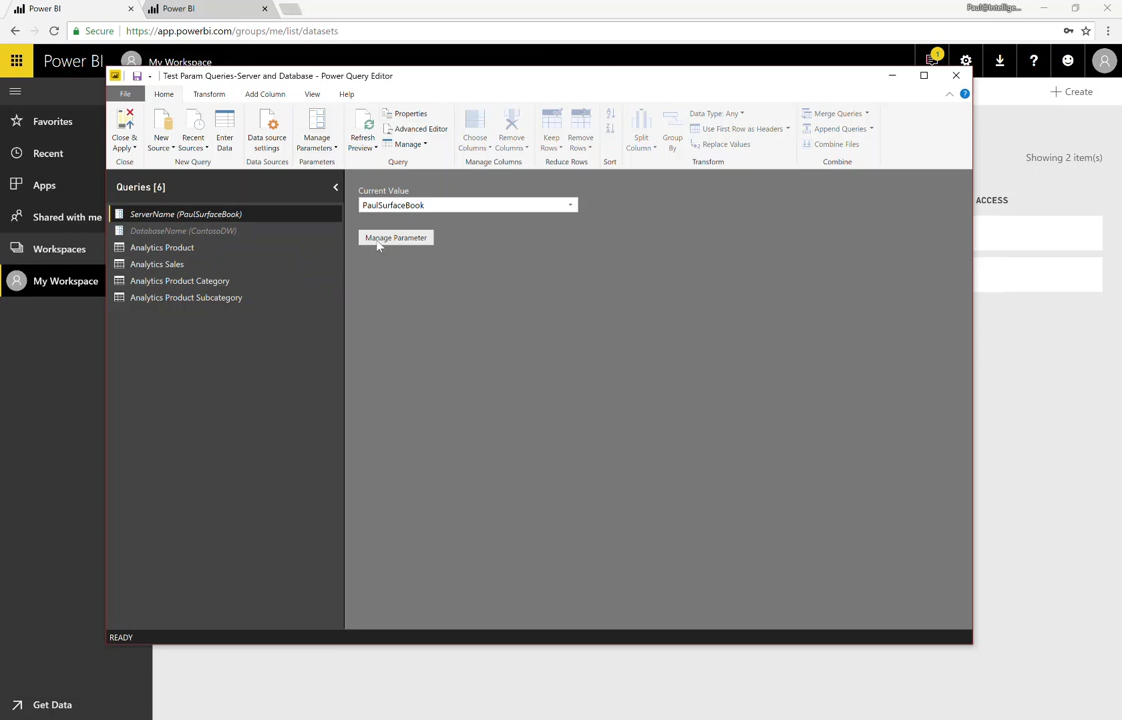 Power BI
Power BI
Paul@Intellige...
Secure
https://app.powerbi.com/groups/me/list/datasets
Power BI
My Workspace
1
?
Test Param Queries-Server and Database - Power Query Editor
File Home Transform Add Column View Help
Close & Apply
New Source
Recent Sources
Enter Data
Data source settings
Manage Parameters
Refresh Preview
Properties
Advanced Editor
Manage
Choose Columns
Remove Columns
Keep Rows
Remove Rows
Split Column
Group By
Data Type: Any
Use First Row as Headers
Replace Values
Merge Queries
Append Queries
Combine Files
Close
New Query
Data Sources
Parameters
Query
Manage Columns
Reduce Rows
Sort
Transform
Combine
Favorites
Recent
Apps
Shared with me
Workspaces
My Workspace
Get Data
Queries [6]
ServerName (PaulSurfaceBook)
DatabaseName (ContosoDW)
Analytics Product
Analytics Sales
Analytics Product Category
Analytics Product Subcategory
Current Value
PaulSurfaceBook
Manage Parameter
READY
Create
Showing 2 item(s)
ACCESS